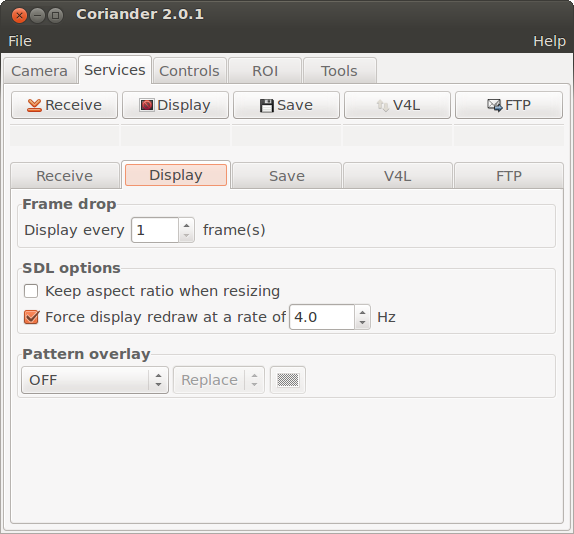 Coriander 2.0.1
File Help
Camera Services Controls ROI Tools
Receive Display Save V4L FTP
Receive Display Save V4L FTP
Frame drop
Display every 1 frame(s)
SDL options
Keep aspect ratio when resizing
Force display redraw at a rate of 4.0 Hz
Pattern overlay
OFF Replace